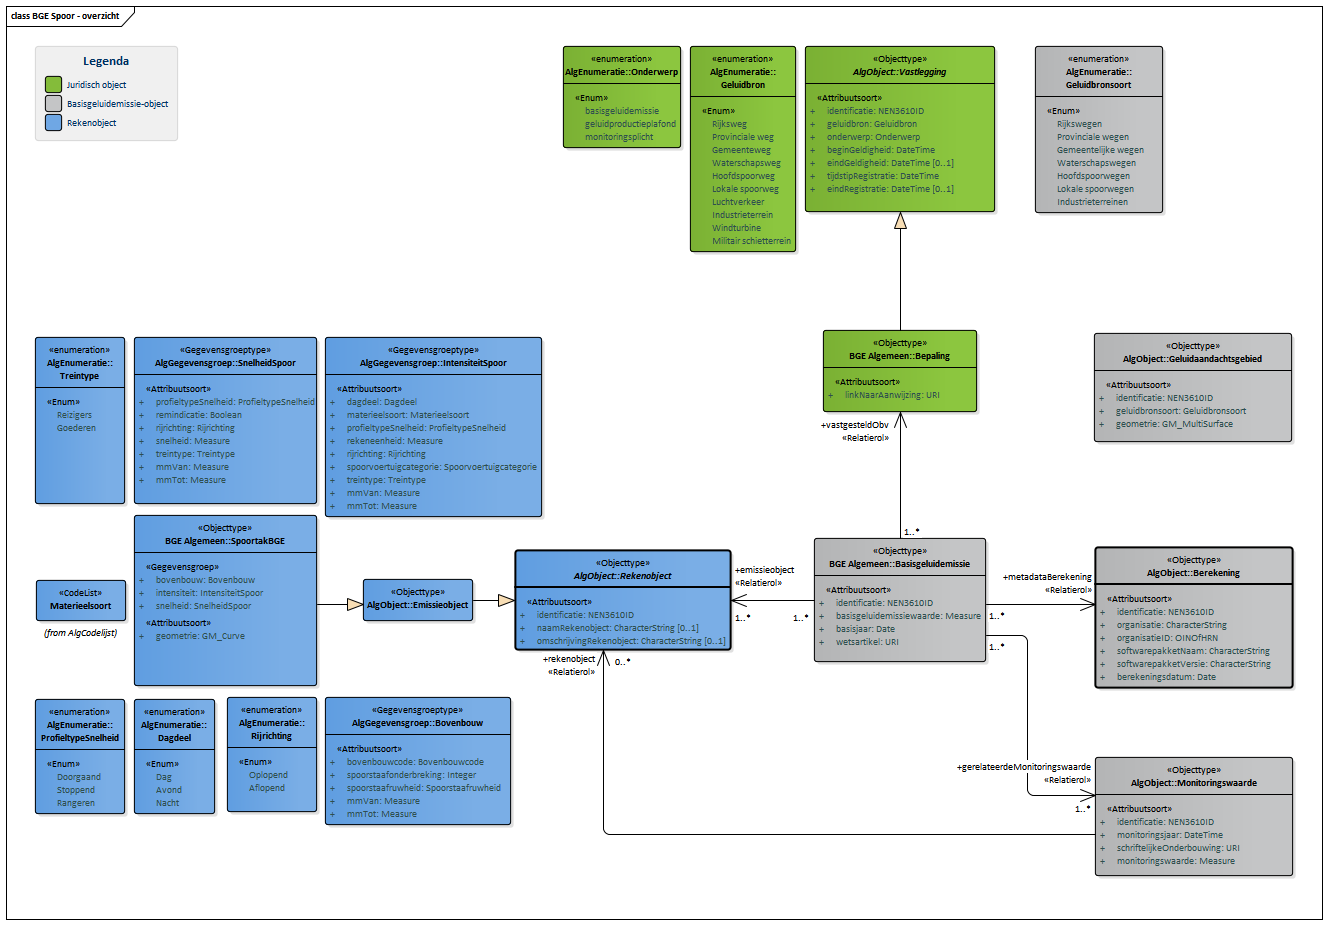 class BGE Spoor - overzicht
Legenda
Juridisch object
Basisgeluidemissie-object
Rekenobject
«enumeration»
AlgEnumeratie::Onderwerp
«Enum»
basisgeluidemissie
geluidproductieplafond
monitoringsplicht
«enumeration»
AlgEnumeratie::
Geluidbron
«Enum»
Rijksweg
Provinciale weg
Gemeenteweg
Waterschapsweg
Hoofdspoorweg
Lokale spoorweg
Luchtverkeer
Industrieterrein
Windturbine
Militair schietterrein
«Objecttype»
AlgObject::Vastlegging
«Attribuutsoort»
+ identificatie: NEN3610ID
+ geluidbron: Geluidbron
+ onderwerp: Onderwerp
+ beginGeldigheid: DateTime
+ eindGeldigheid: DateTime [0..1]
+ tijdstipRegistratie: DateTime
+ eindRegistratie: DateTime [0..1]
«enumeration»
AlgEnumeratie::
Geluidbronsoort
«Enum»
Rijkswegen
Provinciale wegen
Gemeentelijke wegen
Waterschapswegen
Hoofdspoorwegen
Lokale spoorwegen
Industrieterreinen
«enumeration»
AlgEnumeratie::
Treintype
«Enum»
Reizigers
Goederen
«Gegevensgroeptype»
AlgGegevensgroep::SnelheidSpoor
«Attribuutsoort»
+ profieltypeSnelheid: ProfieltypeSnelheid
+ remindicatie: Boolean
+ rijrichting: Rijrichting
+ snelheid: Measure
+ treintype: Treintype
+ mmVan: Measure
+ mmTot: Measure
«Gegevensgroeptype»
AlgGegevensgroep::IntensiteitSpoor
«Attribuutsoort»
+ dagdeel: Dagdeel
+ materieelsoort: Materieelsoort
+ profieltypeSnelheid: ProfieltypeSnelheid
+ rekeneenheid: Measure
+ rijrichting: Rijrichting
+ spoorvoertuigcategorie: Spoorvoertuigcategorie
+ treintype: Treintype
+ mmVan: Measure
+ mmTot: Measure
«Objecttype»
BGE Algemeen::Bepaling
«Attribuutsoort»
+ linkNaarAanwijzing: URI
«Objecttype»
AlgObject::Geluidaandachtsgebied
«Attribuutsoort»
+ identificatie: NEN3610ID
+ geluidbronsoort: Geluidbronsoort
+ geometrie: GM_MultiSurface
+vastgesteldObv
«Relatierol»
1..*
«CodeList»
Materieelsoort
(from AlgCodelijst)
«Objecttype»
BGE Algemeen::SpoortakBGE
«Gegevensgroep»
+ bovenbouw: Bovenbouw
+ intensiteit: IntensiteitSpoor
+ snelheid: SnelheidSpoor
«Attribuutsoort»
+ geometrie: GM_Curve
«Objecttype»
AlgObject::Emissieobject
«Objecttype»
AlgObject::Rekenobject
«Attribuutsoort»
+ identificatie: NEN3610ID
+ naamRekenobject: CharacterString [0..1]
+ omschrijvingRekenobject: CharacterString [0..1]
+emissieobject
«Relatierol»
1..*
1..*
«Objecttype»
BGE Algemeen::Basisgeluidemissie
«Attribuutsoort»
+ identificatie: NEN3610ID
+ basisgeluidemissiewaarde: Measure
+ basisjaar: Date
+ wetsartikel: URI
+metadataBerekening
«Relatierol»
1..*
1..*
«Objecttype»
AlgObject::Berekening
«Attribuutsoort»
+ identificatie: NEN3610ID
+ organisatie: CharacterString
+ organisatieID: OINOfHRN
+ softwarepakketNaam: CharacterString
+ softwarepakketVersie: CharacterString
+ berekeningsdatum: Date
+rekenobject
«Relatierol»
0..*
«enumeration»
AlgEnumeratie::
ProfieltypeSnelheid
«Enum»
Doorgaand
Stoppend
Rangeren
«enumeration»
AlgEnumeratie::
Dagdeel
«Enum»
Dag
Avond
Nacht
«enumeration»
AlgEnumeratie::
Rijrichting
«Enum»
Oplopend
Aflopend
«Gegevensgroeptype»
AlgGegevensgroep::Bovenbouw
«Attribuutsoort»
+ bovenbouwcode: Bovenbouwcode
+ spoorstaafonderbreking: Integer
+ spoorstaafruwheid: Spoorstaafruwheid
+ mmVan: Measure
+ mmTot: Measure
+gerelateerdeMonitoringswaarde
«Relatierol»
1..*
«Objecttype»
AlgObject::Monitoringswaarde
«Attribuutsoort»
+ identificatie: NEN3610ID
+ monitoringsjaar: DateTime
+ schriftelijkeOnderbouwing: URI
+ monitoringswaarde: Measure